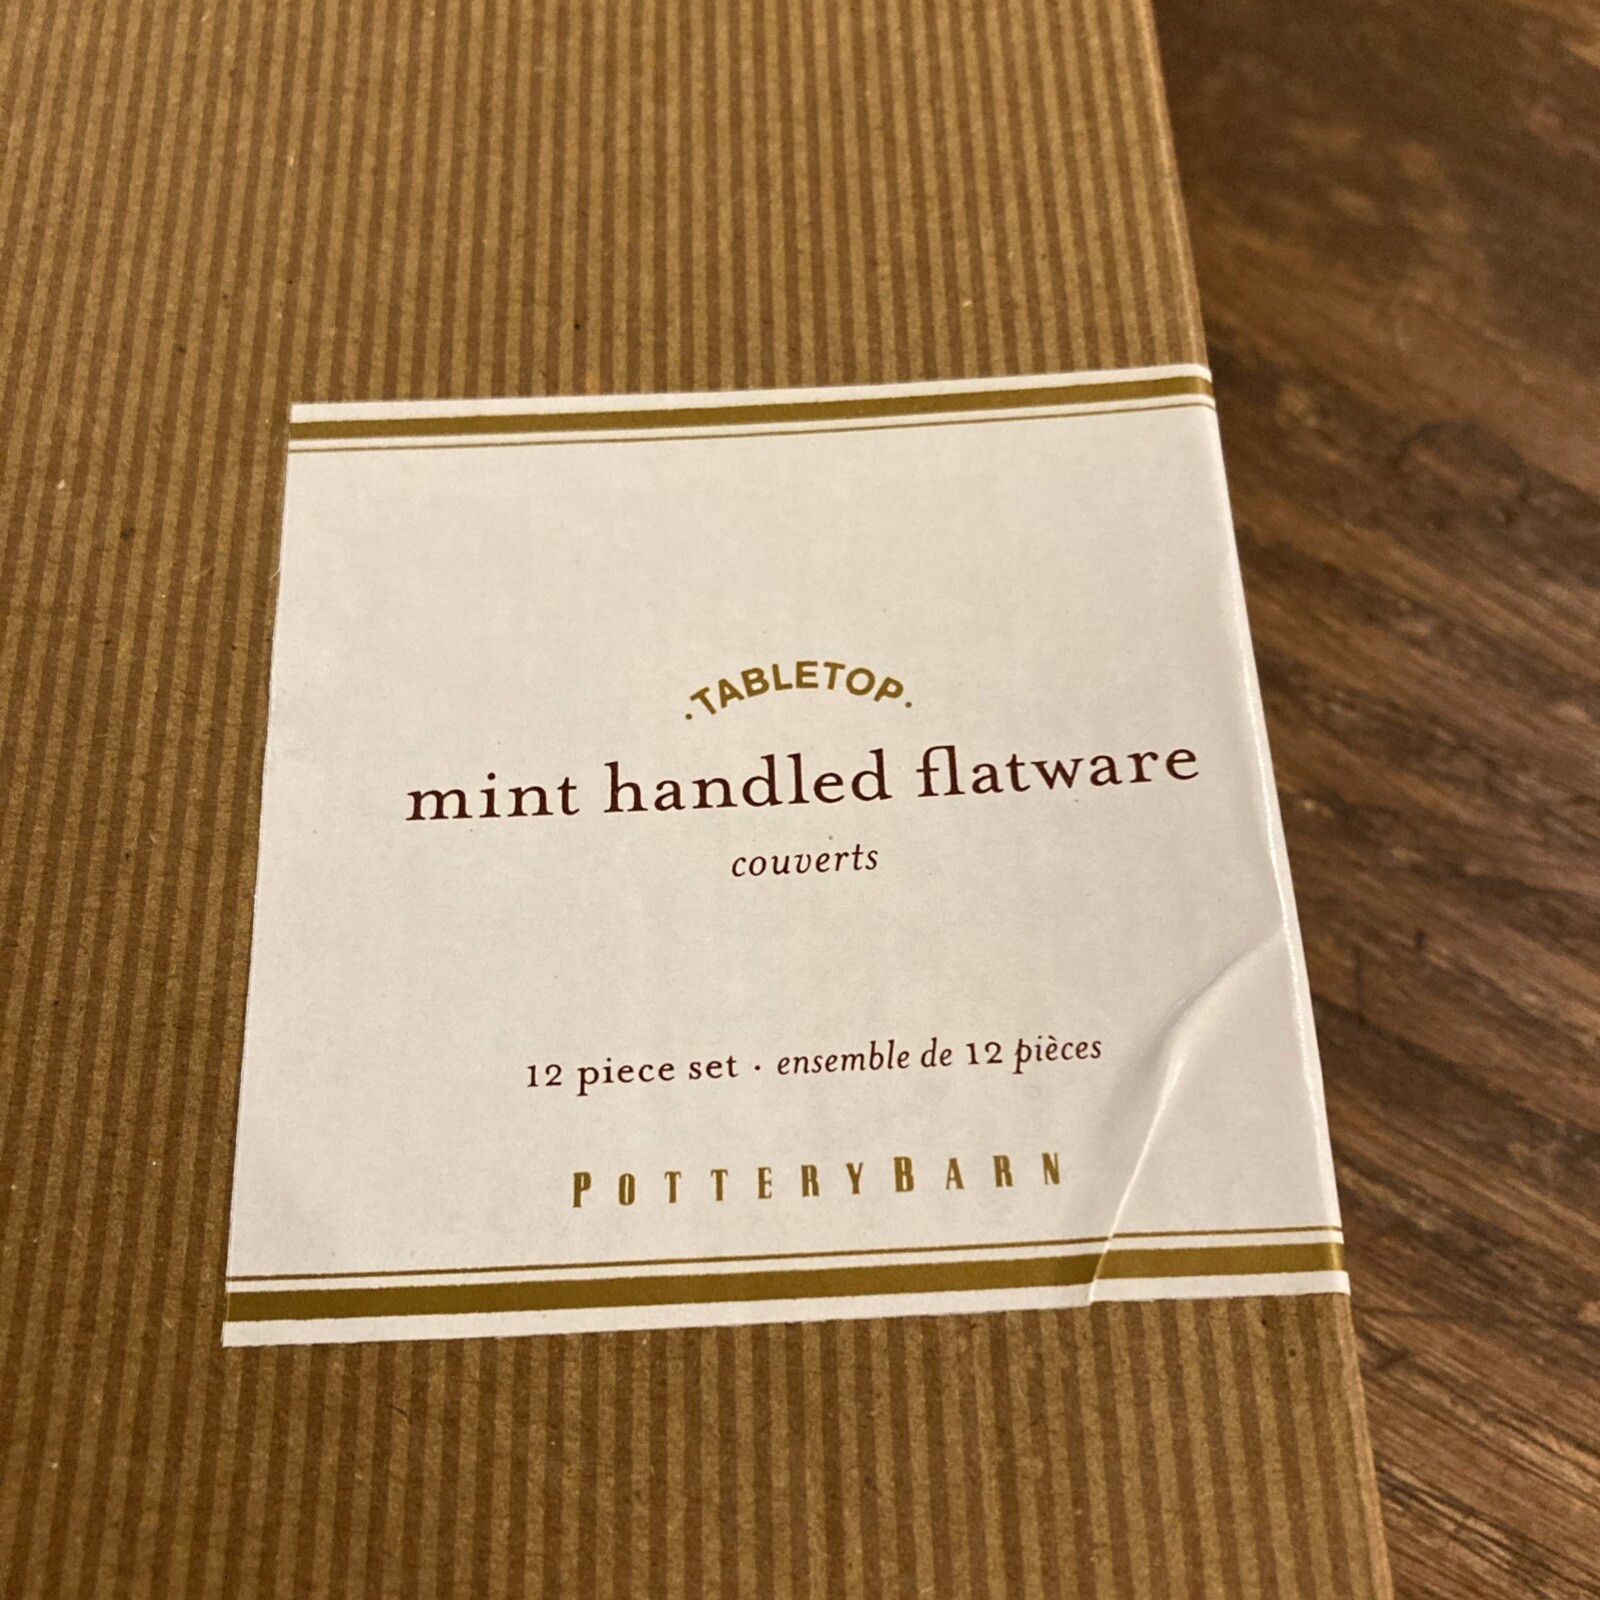 ·TABLETOP·
mint handled flatware
couverts
12 piece set · ensemble de 12 pièces
POTTERYBARN